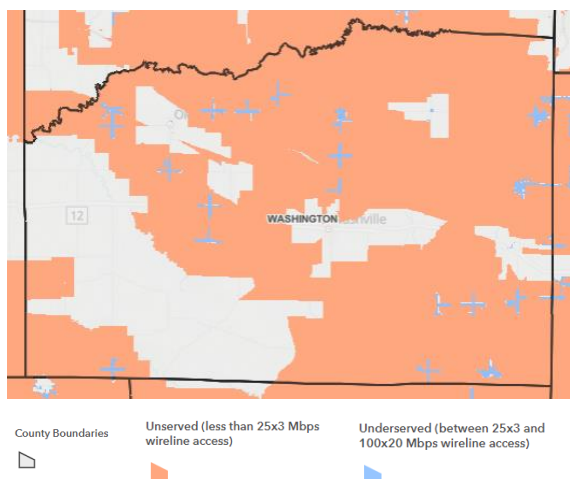 12
WASHINGTON
County Boundaries
Unserved (less than 25x3 Mbps
wireline access)
Underserved (between 25x3 and
100x20 Mbps wireline access)